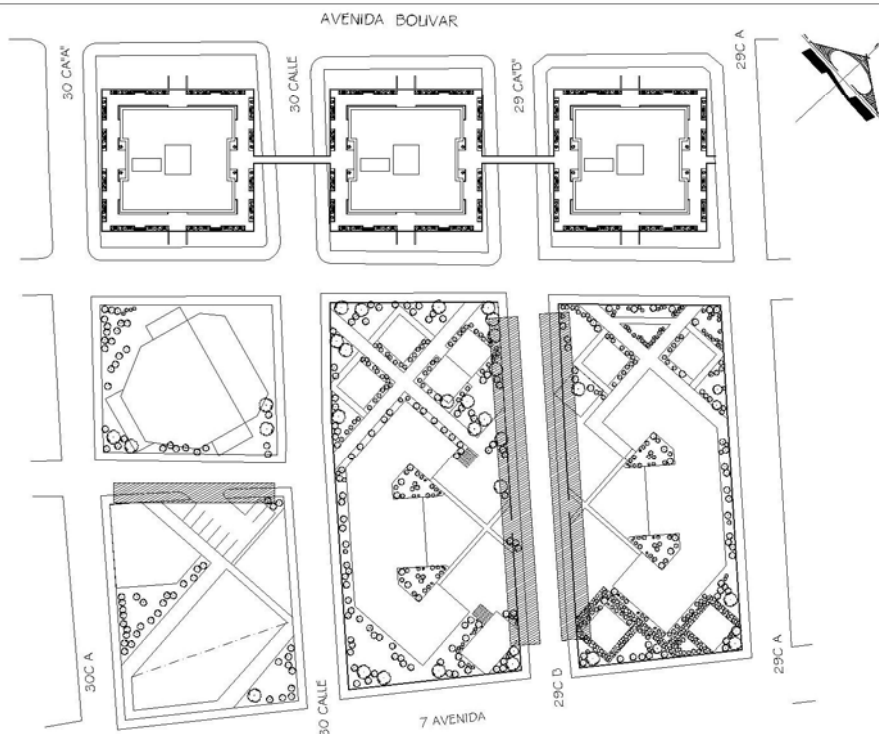 AVENIDA BOLIVAR
30 CA"A"
30 CALLE
29 CA"B"
29C A
30C A
30 CALLE
7 AVENIDA
29C B
29C A